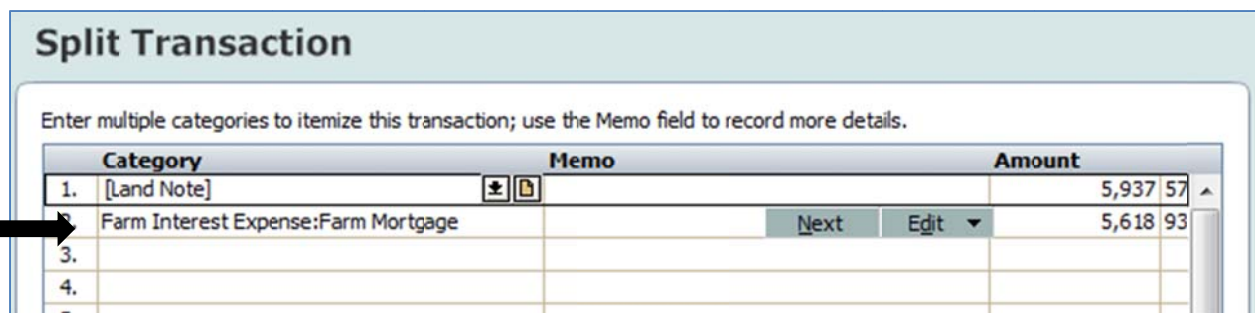 Split Transaction
Enter multiple categories to itemize this transaction; use the Memo field to record more details.
Category Memo Amount
1. [Land Note] 5,937 57
Farm Interest Expense:Farm Mortgage Next Edit 5,618 93
3.
4.